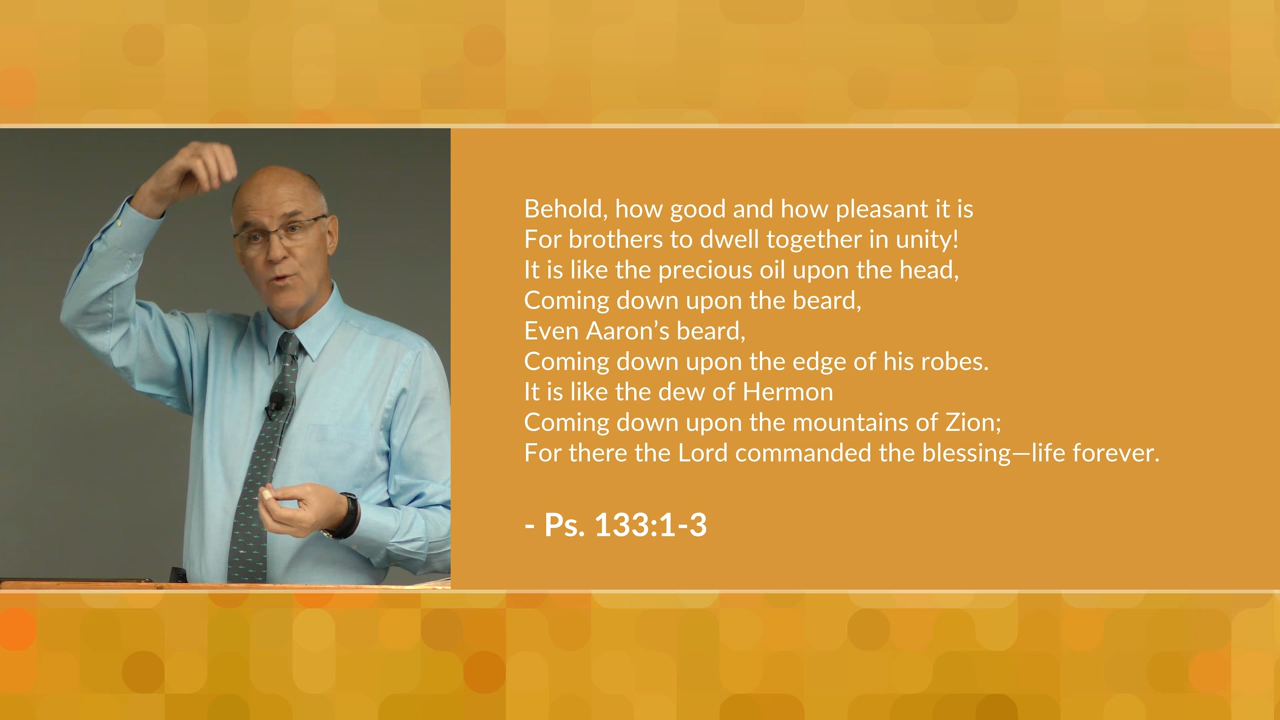 Behold, how good and how pleasant it is
For brothers to dwell together in unity!
It is like the precious oil upon the head,
Coming down upon the beard,
Even Aaron’s beard,
Coming down upon the edge of his robes.
It is like the dew of Hermon
Coming down upon the mountains of Zion;
For there the Lord commanded the blessing—life forever.
- Ps. 133:1-3